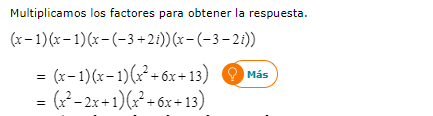 Multiplicamos los factores para obtener la respuesta.
(x−1)(x−1)(x−(−3+2i))(x−(−3−2i))
= (x−1)(x−1)(x²+6x+13) Más
= (x²−2x+1)(x²+6x+13)